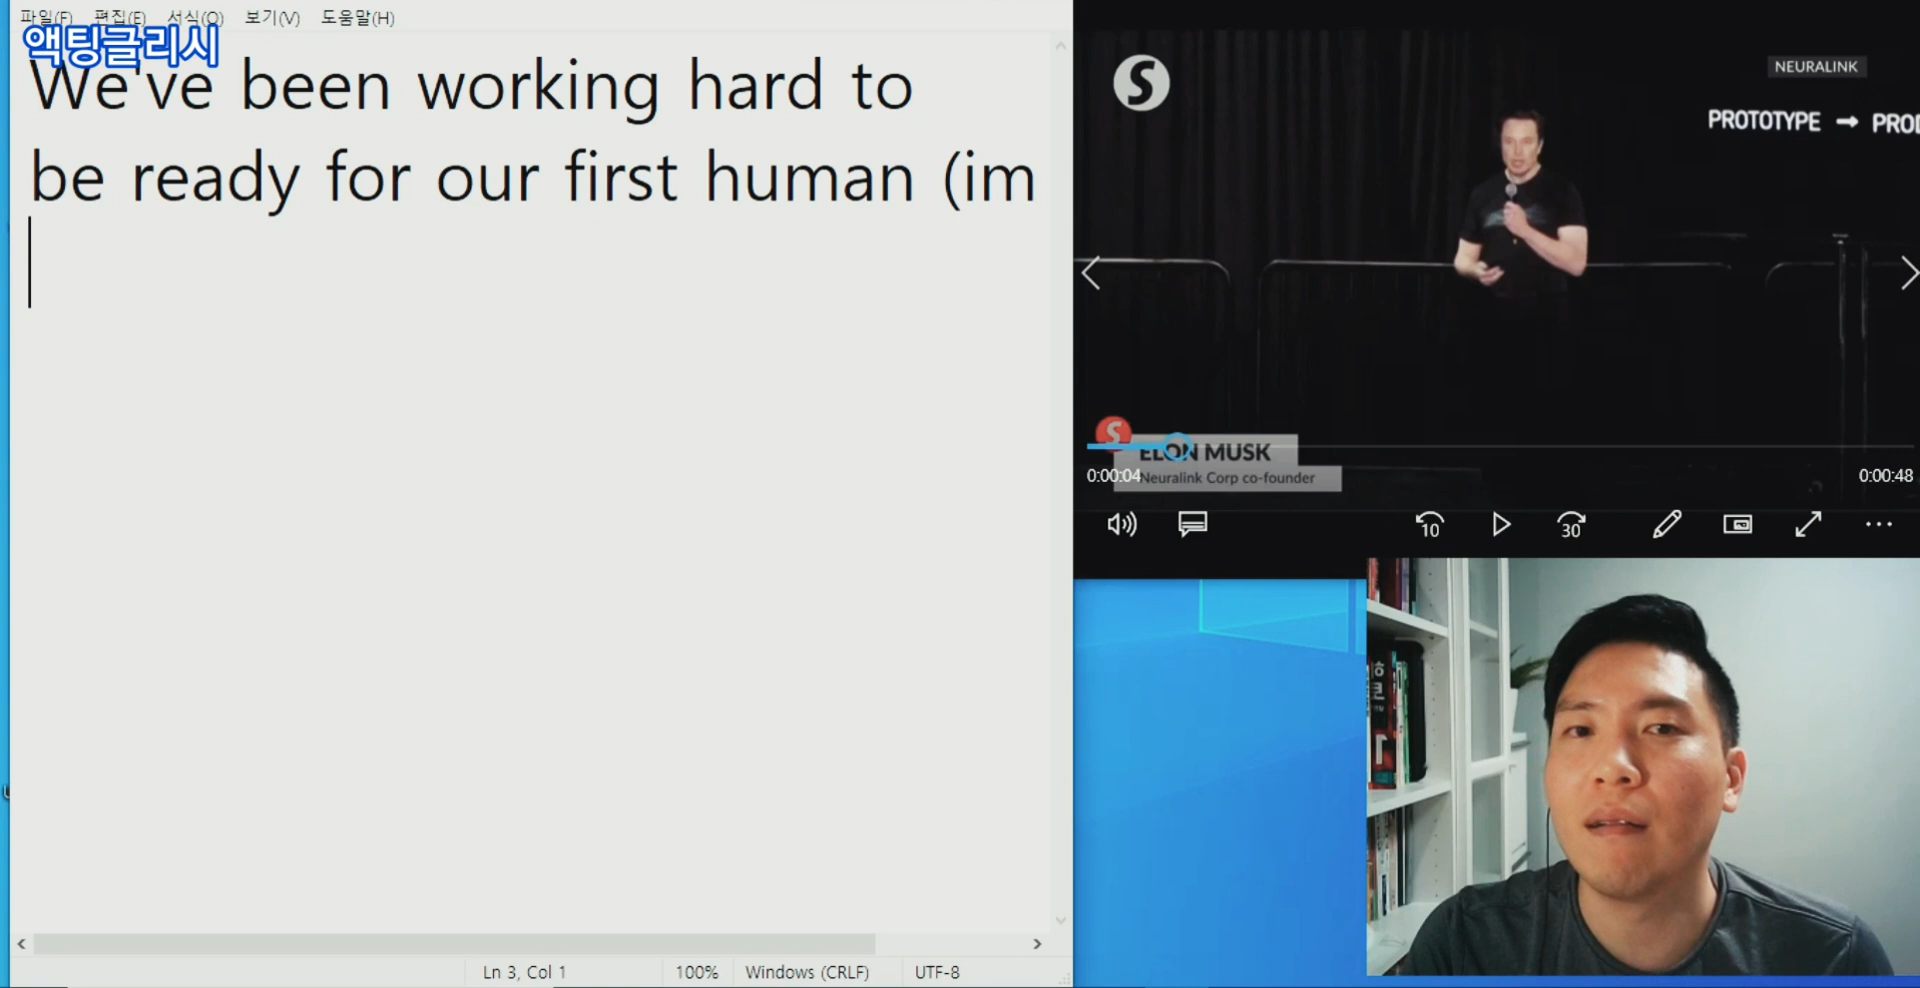 파일(F) 편집(E) 서식(O) 보기(V) 도움말(H)
액팅글리시
We've been working hard to
be ready for our first human (im
Ln 3, Col 1 100% Windows (CRLF) UTF-8
S
NEURALINK
PROTOTYPE → PROD
S
ELON MUSK
Neuralink Corp co-founder
0:00:04 0:00:48
10 30